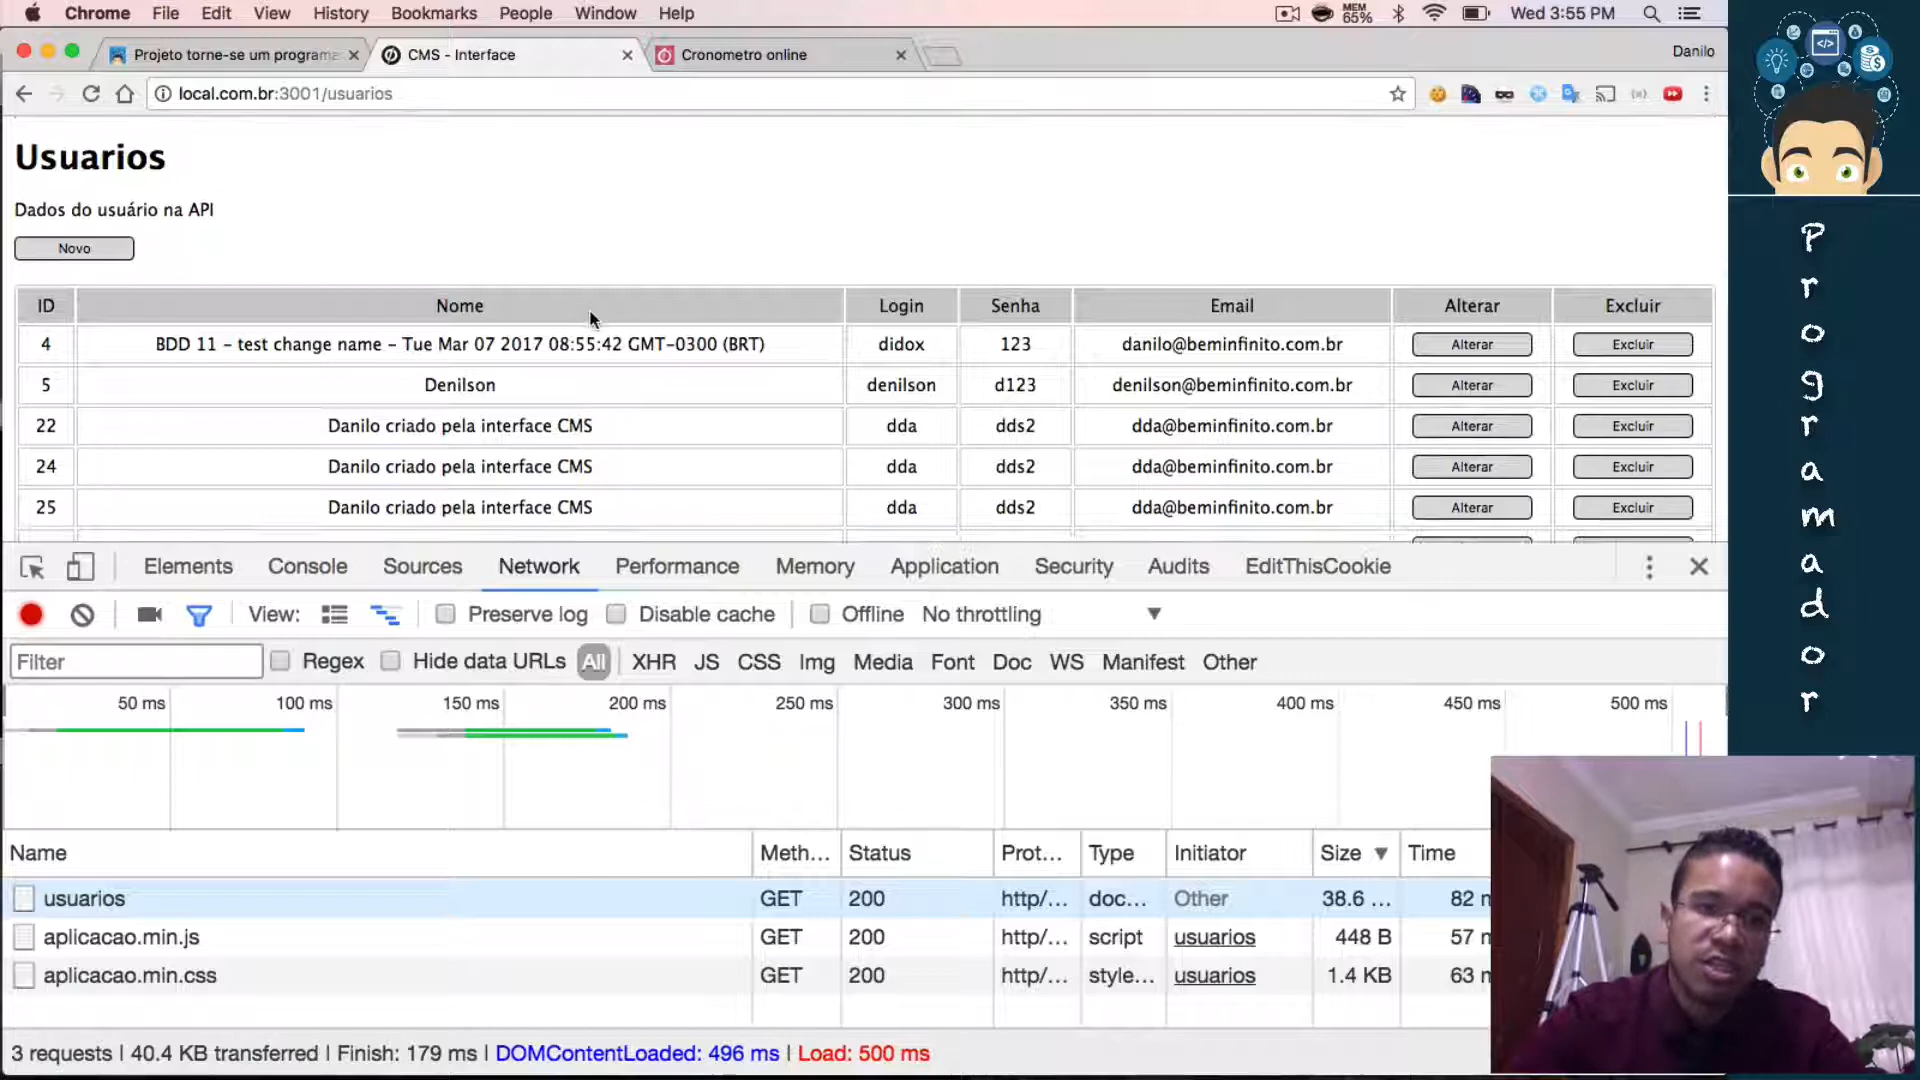 Chrome File Edit View History Bookmarks People Window Help MEM 65% Wed 3:55 PM
Projeto torne-se um programa CMS - Interface Cronometro online Danilo
local.com.br:3001/usuarios
Usuarios
Dados do usuário na API
Novo
ID Nome Login Senha Email Alterar Excluir
4 BDD 11 - test change name - Tue Mar 07 2017 08:55:42 GMT-0300 (BRT) didox 123 danilo@beminfinito.com.br Alterar Excluir
5 Denilson denilson d123 denilson@beminfinito.com.br Alterar Excluir
22 Danilo criado pela interface CMS dda dds2 dda@beminfinito.com.br Alterar Excluir
24 Danilo criado pela interface CMS dda dds2 dda@beminfinito.com.br Alterar Excluir
25 Danilo criado pela interface CMS dda dds2 dda@beminfinito.com.br Alterar Excluir
Elements Console Sources Network Performance Memory Application Security Audits EditThisCookie
View: Preserve log Disable cache Offline No throttling
Filter Regex Hide data URLs All XHR JS CSS Img Media Font Doc WS Manifest Other
50 ms 100 ms 150 ms 200 ms 250 ms 300 ms 350 ms 400 ms 450 ms 500 ms
Name Meth... Status Prot... Type Initiator Size ▼ Time
usuarios GET 200 http/... doc... Other 38.6 ... 82
aplicacao.min.js GET 200 http/... script usuarios 448 B 57
aplicacao.min.css GET 200 http/... style... usuarios 1.4 KB 63
3 requests | 40.4 KB transferred | Finish: 179 ms | DOMContentLoaded: 496 ms | Load: 500 ms
Programador